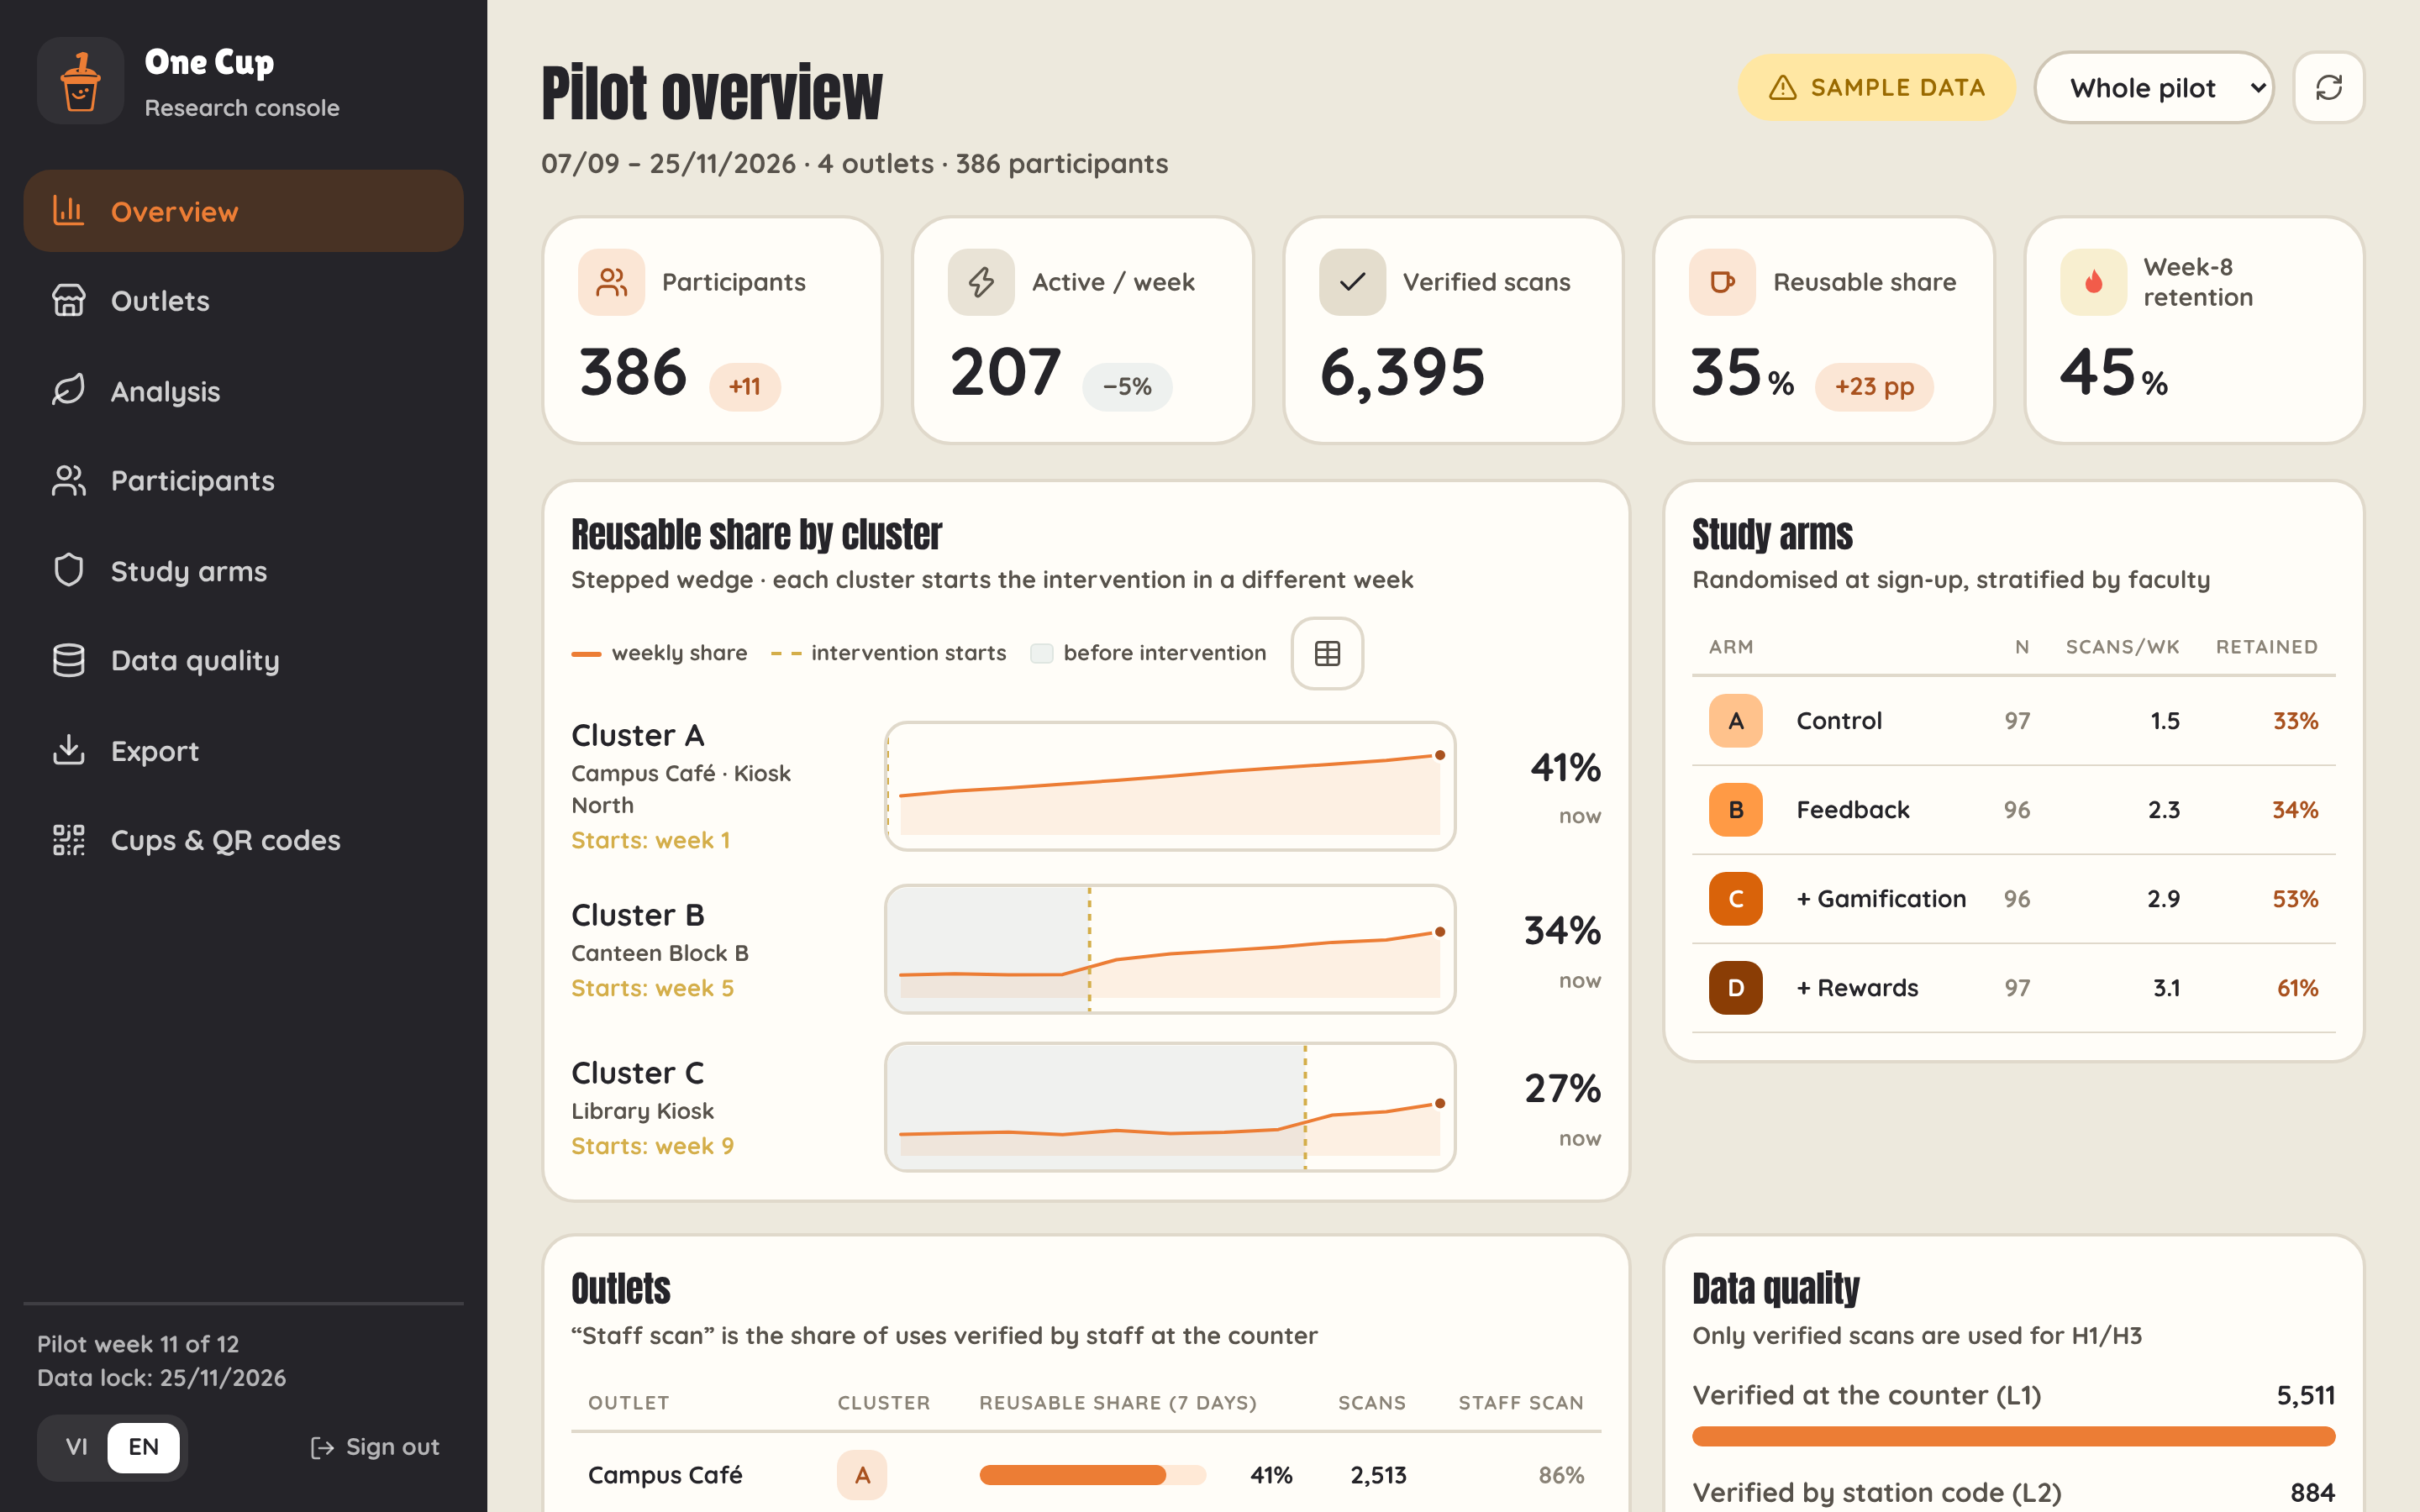 One Cup
Research console
Overview
Outlets
Analysis
Participants
Study arms
Data quality
Export
Cups & QR codes
Pilot week 11 of 12
Data lock: 25/11/2026
VI EN
Sign out
Pilot overview
07/09 – 25/11/2026 · 4 outlets · 386 participants
SAMPLE DATA
Whole pilot
Participants
386 +11
Active / week
207 −5%
Verified scans
6,395
Reusable share
35% +23 pp
Week-8
retention
45%
Reusable share by cluster
Stepped wedge · each cluster starts the intervention in a different week
weekly share intervention starts before intervention
Cluster A
Campus Café · Kiosk
North
Starts: week 1
41%
now
Cluster B
Canteen Block B
Starts: week 5
34%
now
Cluster C
Library Kiosk
Starts: week 9
27%
now
Study arms
Randomised at sign-up, stratified by faculty
ARM N SCANS/WK RETAINED
A Control 97 1.5 33%
B Feedback 96 2.3 34%
C + Gamification 96 2.9 53%
D + Rewards 97 3.1 61%
Outlets
“Staff scan” is the share of uses verified by staff at the counter
OUTLET CLUSTER REUSABLE SHARE (7 DAYS) SCANS STAFF SCAN
Campus Café A 41% 2,513 86%
Data quality
Only verified scans are used for H1/H3
Verified at the counter (L1) 5,511
Verified by station code (L2) 884